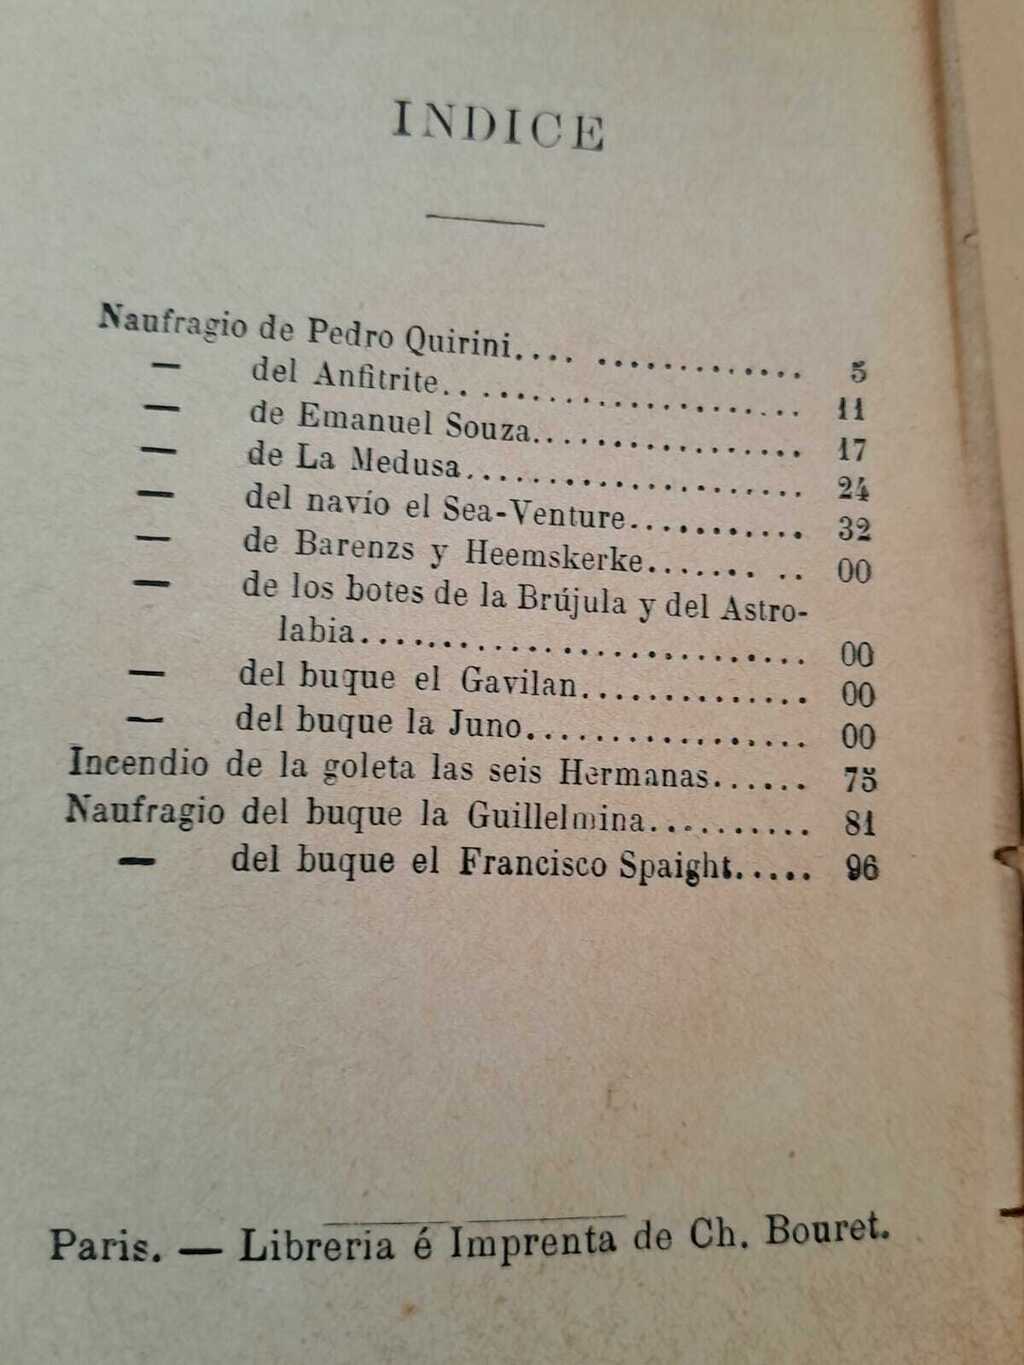 INDICE
Naufragio de Pedro Quirini.... ............. 5
— del Anfitrite.. .................... 11
— de Emanuel Souza................. 17
— de La Medusa..................... 24
— del navío el Sea-Venture........... 32
— de Barenzs y Heemskerke....... .. 00
— de los botes de la Brújula y del Astro-
labia............................ 00
— del buque el Gavilan.............. 00
— del buque la Juno................. 00
Incendio de la goleta las seis Hermanas...... 75
Naufragio del buque la Guillelmina.......... 81
— del buque el Francisco Spaight..... 96
Paris. — Libreria é Imprenta de Ch. Bouret.